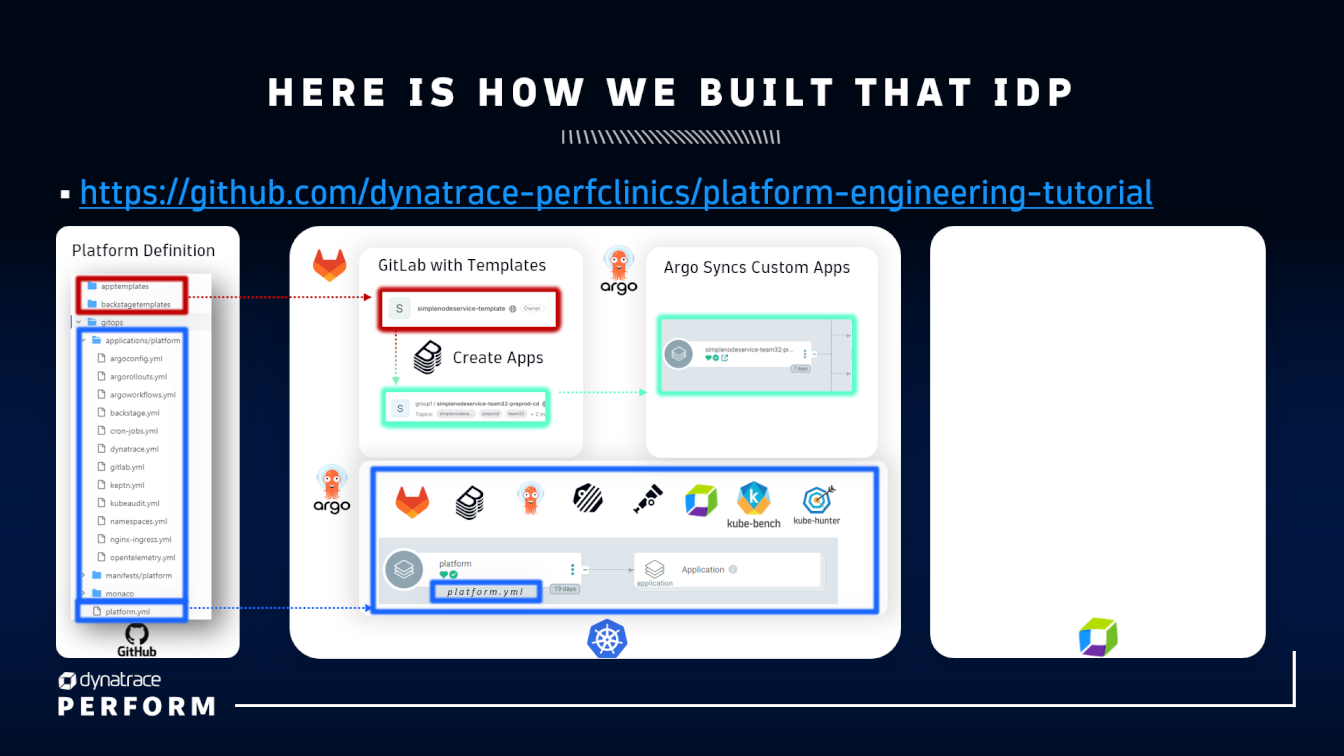 HERE IS HOW WE BUILT THAT IDP
▪ https://github.com/dynatrace-perfclinics/platform-engineering-tutorial
Platform Definition
apptemplates
backstagetemplates
gitops
applications/platform
argoconfig.yml
argorollouts.yml
argoworkflows.yml
backstage.yml
cron-jobs.yml
dynatrace.yml
gitlab.yml
keptn.yml
kubeaudit.yml
namespaces.yml
nginx-ingress.yml
opentelemetry.yml
manifests/platform
monaco
platform.yml
GitHub
GitLab with Templates
S simplenodeservice-template Owner
Create Apps
S group1 / simplenodeservice-team32-preprod-cd
Topics: simplenodese... preprod team32 + 2 m
argo
Argo Syncs Custom Apps
simplenodeservice-team32-pr...
7 days
argo
kube-bench
kube-hunter
platform
platform.yml
19 days
application
Application
dynatrace
PERFORM